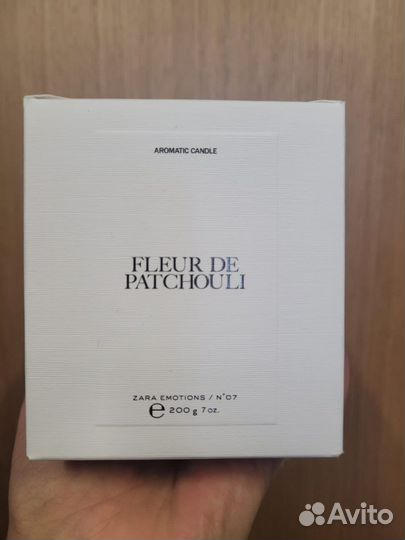 AROMATIC CANDLE
FLEUR DE
PATCHOULI
ZARA EMOTIONS / N°07
℮ 200 g 7 oz.
Avito